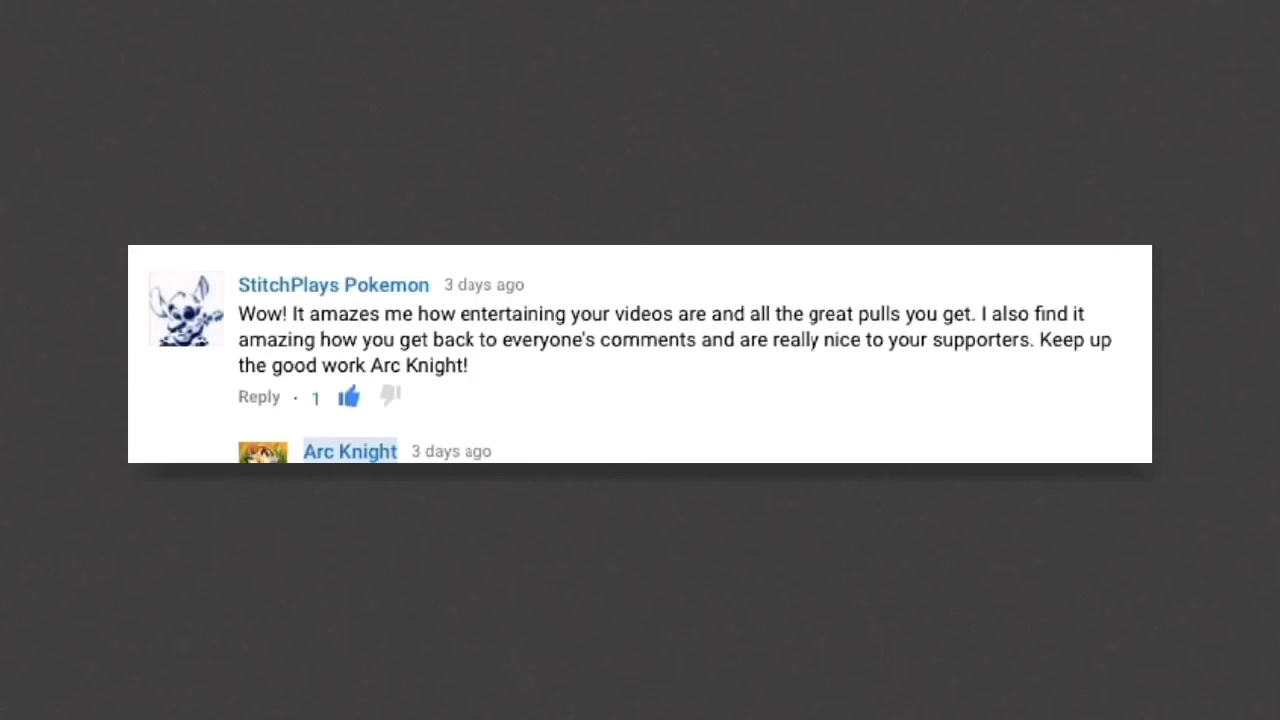 StitchPlays Pokemon 3 days ago
Wow! It amazes me how entertaining your videos are and all the great pulls you get. I also find it
amazing how you get back to everyone's comments and are really nice to your supporters. Keep up
the good work Arc Knight!
Reply · 1
Arc Knight 3 days ago